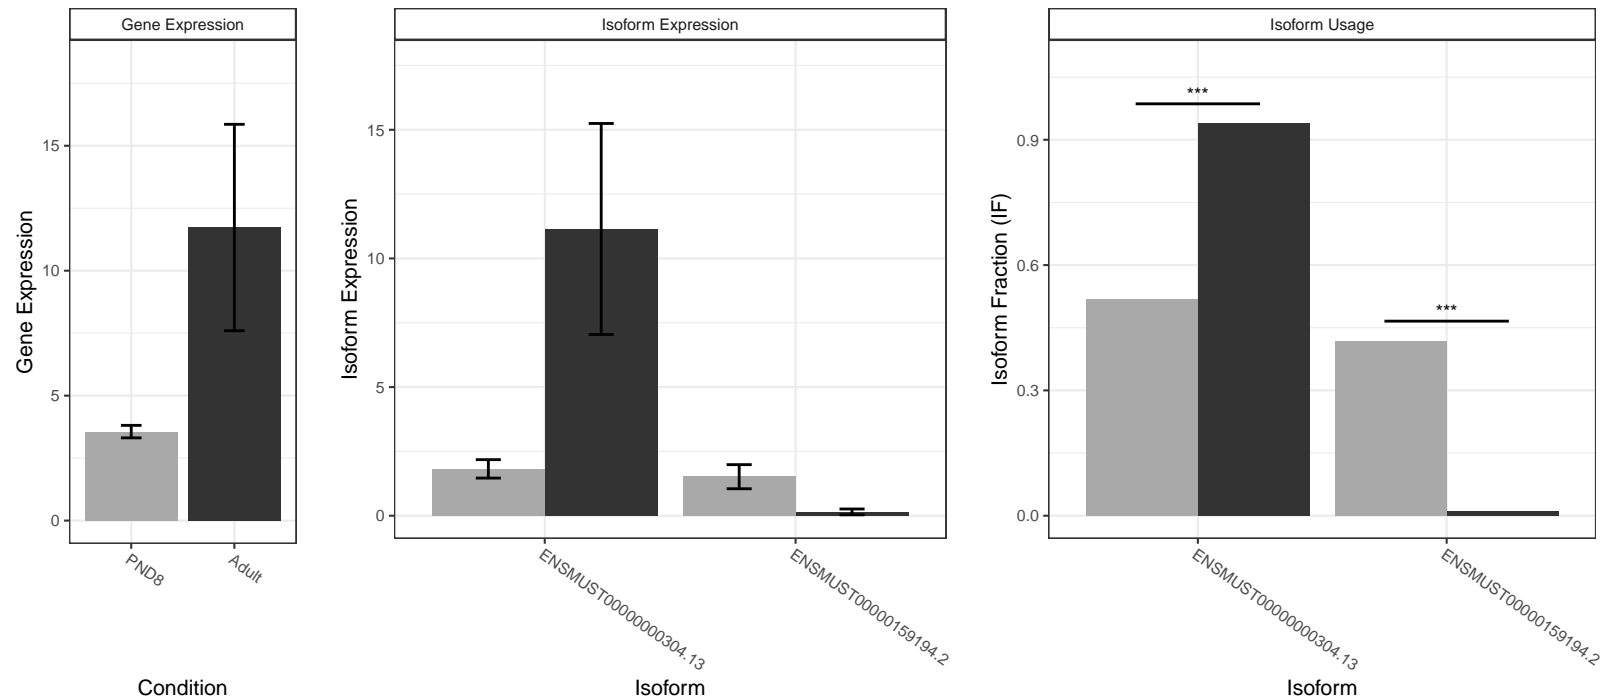 Gene Expression
Gene Expression
15
10
5
0
PND8
Adult
Condition
Isoform Expression
Isoform Expression
15
10
5
0
ENSMUST00000000304.13
ENSMUST00000159194.2
Isoform
Isoform Usage
Isoform Fraction (IF)
0.9
0.6
0.3
0.0
***
***
ENSMUST00000000304.13
ENSMUST00000159194.2
Isoform